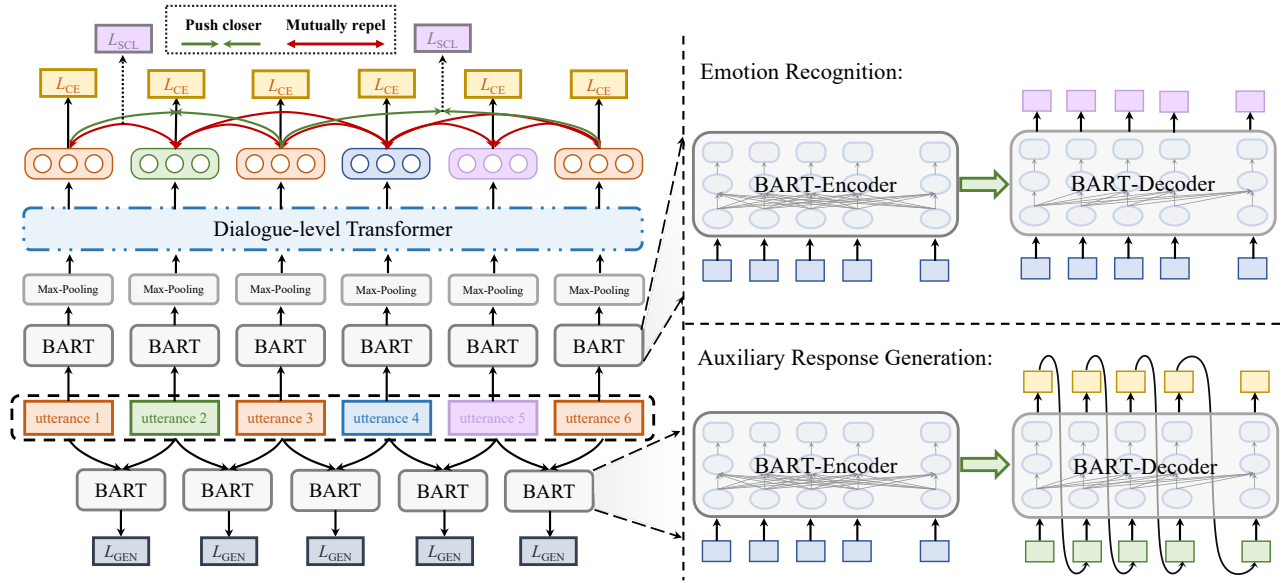 Push closer Mutually repel
L_SCL L_SCL
L_CE L_CE L_CE L_CE L_CE L_CE
Dialogue-level Transformer
Max-Pooling Max-Pooling Max-Pooling Max-Pooling Max-Pooling Max-Pooling
BART BART BART BART BART BART
utterance 1 utterance 2 utterance 3 utterance 4 utterance 5 utterance 6
BART BART BART BART BART
L_GEN L_GEN L_GEN L_GEN L_GEN
Emotion Recognition:
BART-Encoder BART-Decoder
Auxiliary Response Generation:
BART-Encoder BART-Decoder